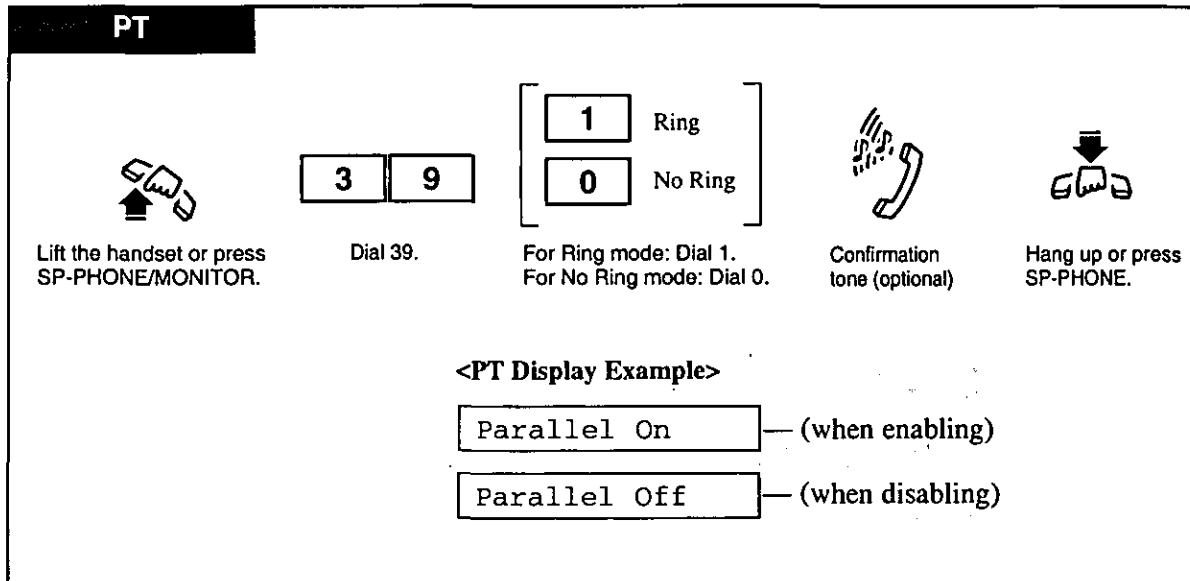 PT
1 Ring
3 9
0 No Ring
Lift the handset or press
SP-PHONE/MONITOR.
Dial 39.
For Ring mode: Dial 1.
For No Ring mode: Dial 0.
Confirmation
tone (optional)
Hang up or press
SP-PHONE.
<PT Display Example>
Parallel On — (when enabling)
Parallel Off — (when disabling)